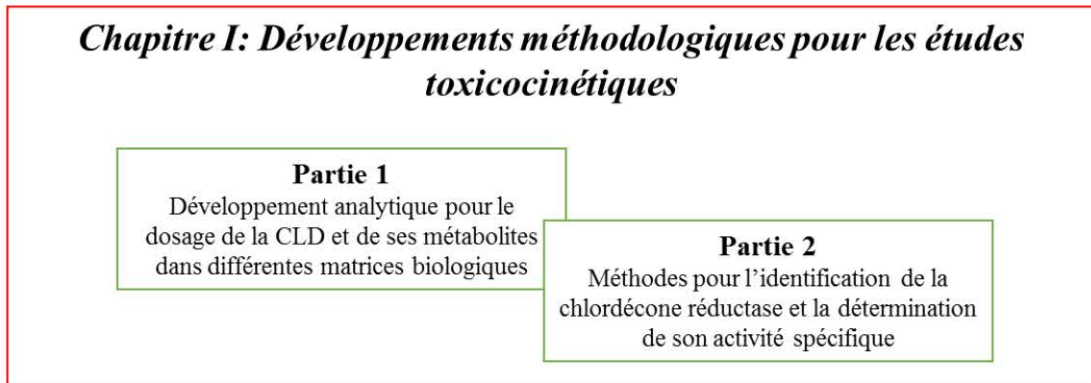 Chapitre I: Développements méthodologiques pour les études
toxicocinétiques
Partie 1
Développement analytique pour le
dosage de la CLD et de ses métabolites
dans différentes matrices biologiques
Partie 2
Méthodes pour l’identification de la
chlordécone réductase et la détermination
de son activité spécifique